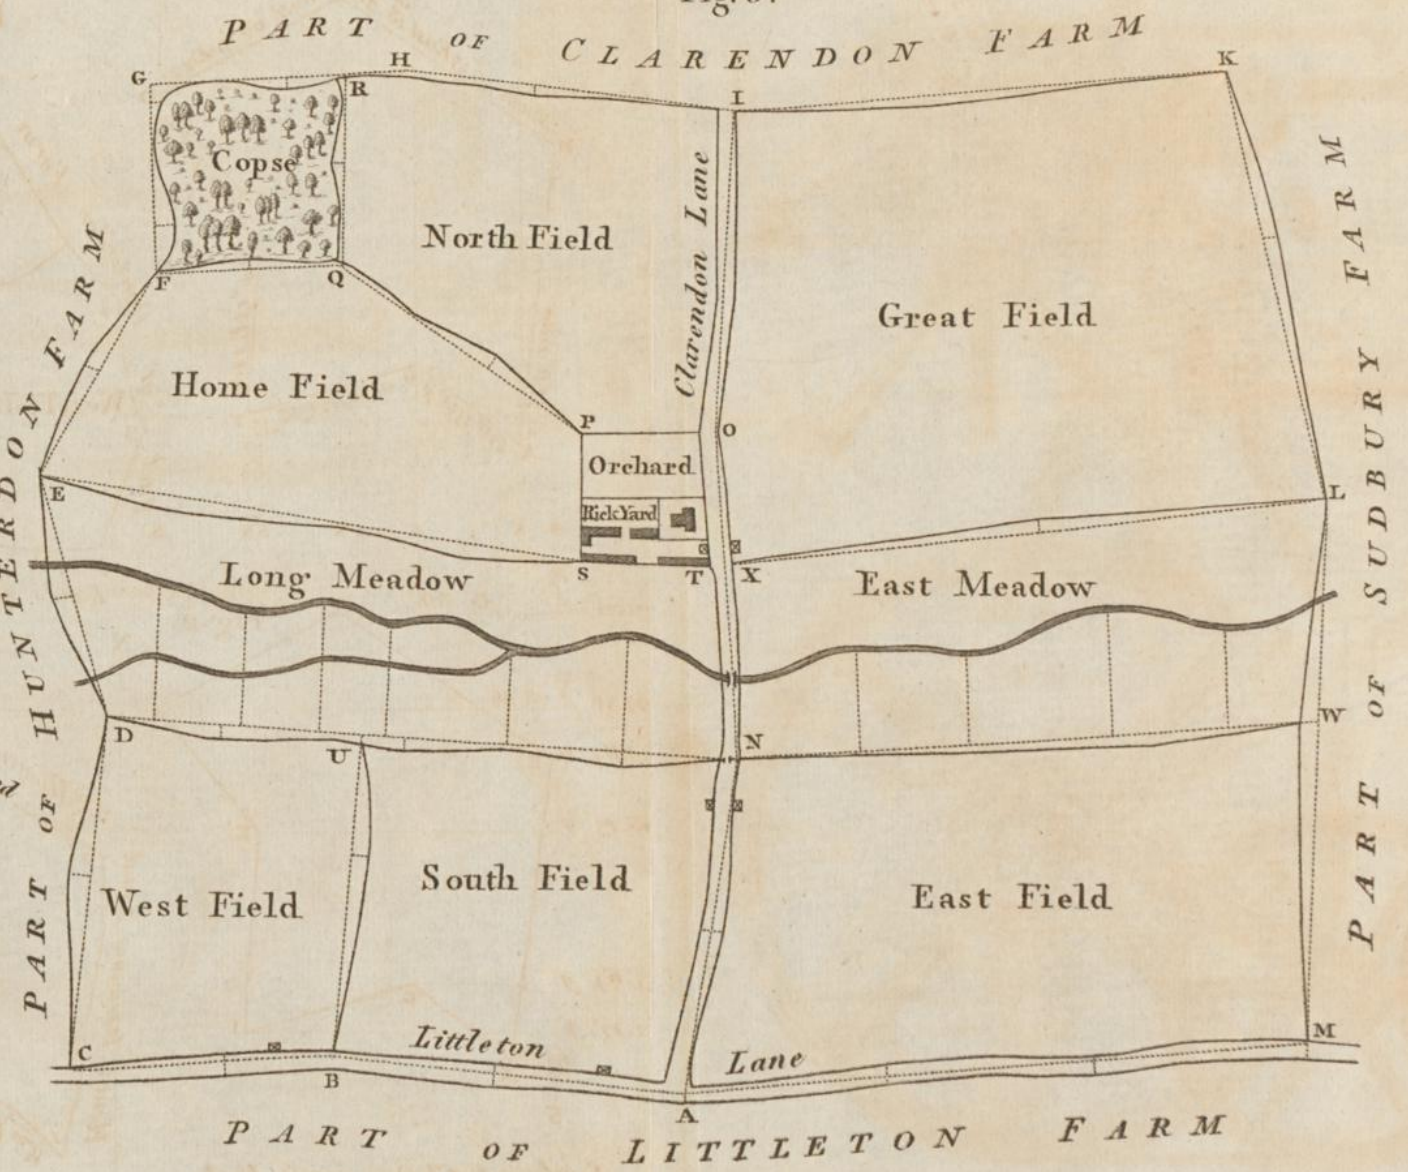 PART OF CLARENDON FARM
G
H
R
I
K
Copse
North Field
Clarendon Lane
Great Field
F
Q
Home Field
P
O
Orchard
E
L
Rick Yard
S
T
X
Long Meadow
East Meadow
D
U
N
W
West Field
South Field
East Field
C
B
Littleton
Lane
A
M
PART OF HUNTERDON FARM
PART OF SUDBURY FARM
PART OF LITTLETON FARM